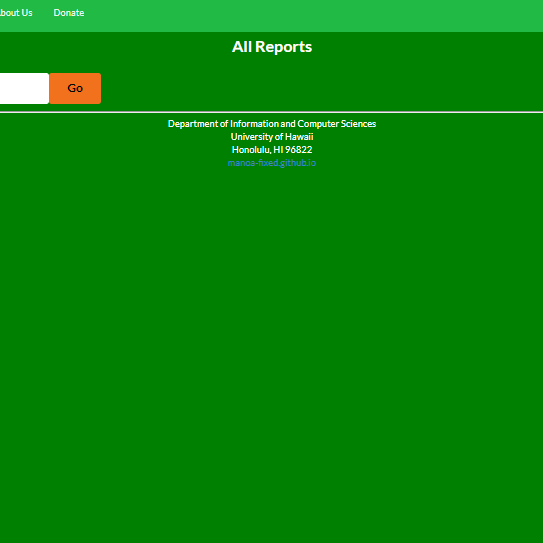 About Us Donate
All Reports
Go
Department of Information and Computer Sciences
University of Hawaii
Honolulu, HI 96822
manoa-fixed.github.io